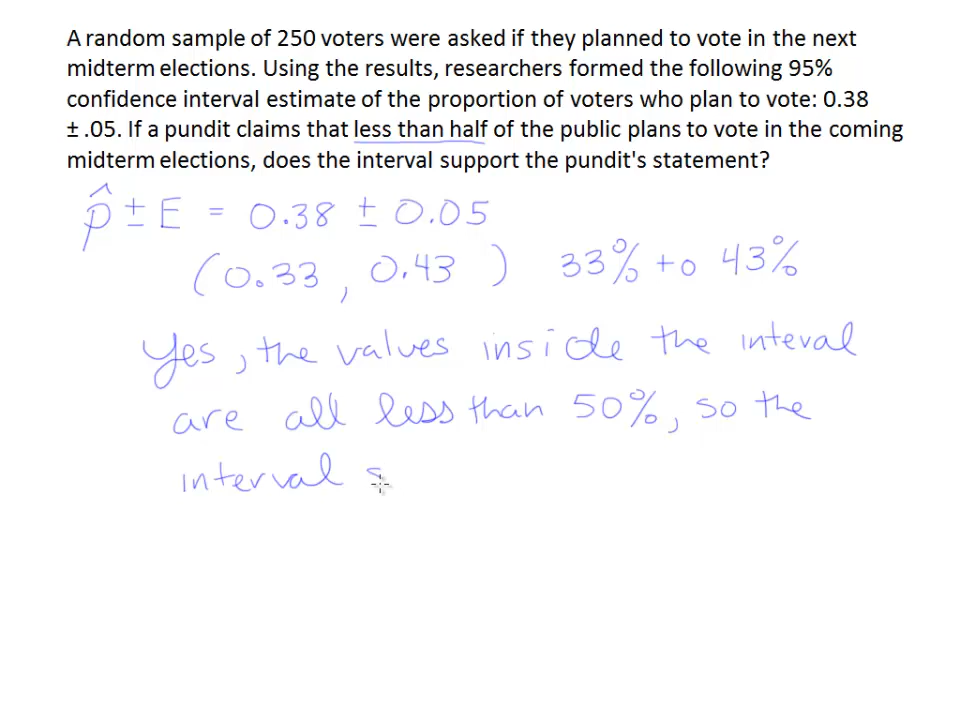 A random sample of 250 voters were asked if they planned to vote in the next
midterm elections. Using the results, researchers formed the following 95%
confidence interval estimate of the proportion of voters who plan to vote: 0.38
± .05. If a pundit claims that less than half of the public plans to vote in the coming
midterm elections, does the interval support the pundit's statement?
p̂ ± E = 0.38 ± 0.05
(0.33, 0.43) 33% to 43%
Yes, the values inside the inteval
are all less than 50%, so the
interval s